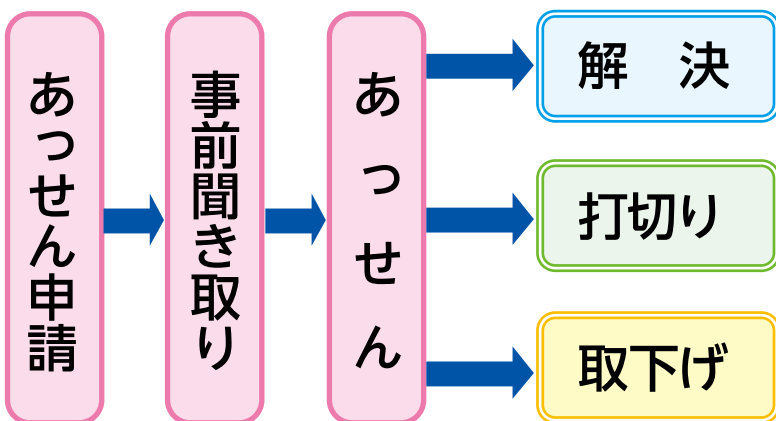 あっせん申請
事前聞き取り
あっせん
解　決
打切り
取下げ